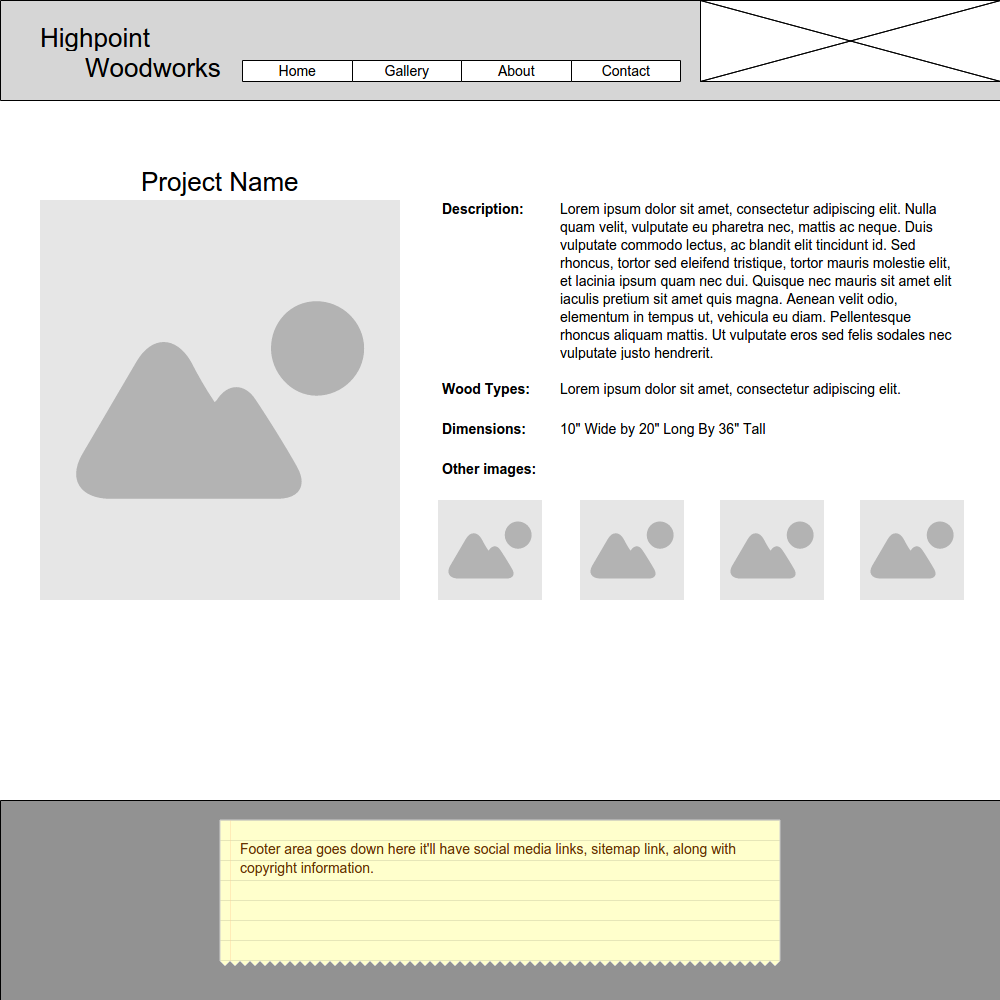 Highpoint
Woodworks
Home
Gallery
About
Contact
Project Name
Description:
Lorem ipsum dolor sit amet, consectetur adipiscing elit. Nulla
quam velit, vulputate eu pharetra nec, mattis ac neque. Duis
vulputate commodo lectus, ac blandit elit tincidunt id. Sed
rhoncus, tortor sed eleifend tristique, tortor mauris molestie elit,
et lacinia ipsum quam nec dui. Quisque nec mauris sit amet elit
iaculis pretium sit amet quis magna. Aenean velit odio,
elementum in tempus ut, vehicula eu diam. Pellentesque
rhoncus aliquam mattis. Ut vulputate eros sed felis sodales nec
vulputate justo hendrerit.
Wood Types:
Lorem ipsum dolor sit amet, consectetur adipiscing elit.
Dimensions:
10" Wide by 20" Long By 36" Tall
Other images:
Footer area goes down here it'll have social media links, sitemap link, along with
copyright information.